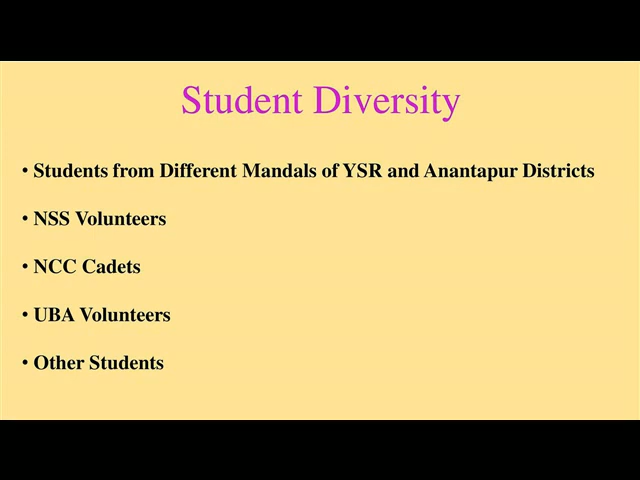 Student Diversity
• Students from Different Mandals of YSR and Anantapur Districts
• NSS Volunteers
• NCC Cadets
• UBA Volunteers
• Other Students